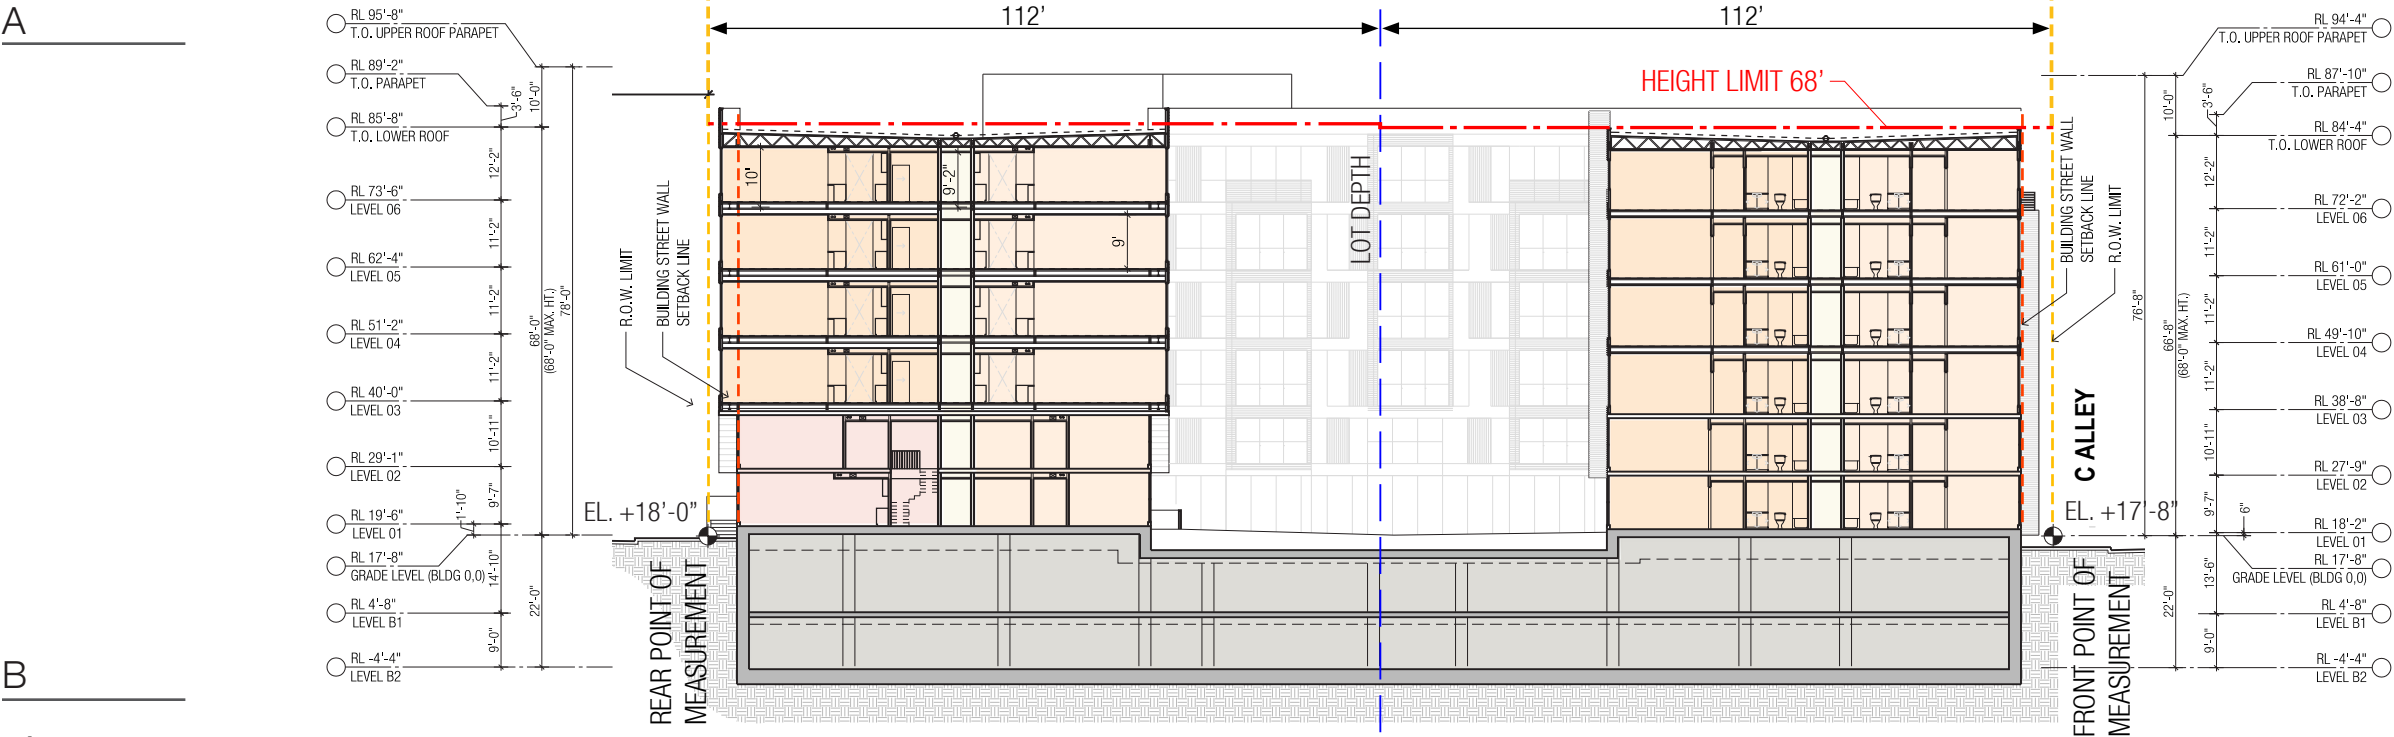 A
RL 95'-8"
T.O. UPPER ROOF PARAPET
RL 89'-2"
T.O. PARAPET
RL 85'-8"
T.O. LOWER ROOF
RL 73'-6"
LEVEL 06
RL 62'-4"
LEVEL 05
RL 51'-2"
LEVEL 04
RL 40'-0"
LEVEL 03
RL 29'-1"
LEVEL 02
RL 19'-6"
LEVEL 01
RL 17'-8"
GRADE LEVEL (BLDG 0,0)
RL 4'-8"
LEVEL B1
RL -4'-4"
LEVEL B2
B
3'-6"
10'-0"
12'-2"
11'-2"
11'-2"
11'-2"
10'-11"
9'-7"
1'-10"
14'-10"
9'-0"
68'-0"
(68'-0" MAX. HT.)
78'-0"
22'-0"
R.O.W. LIMIT
BUILDING STREET WALL
SETBACK LINE
EL. +18'-0"
REAR POINT OF
MEASUREMENT
112'
112'
HEIGHT LIMIT 68'
10'
9'-2"
9'
LOT DEPTH
BUILDING STREET WALL
SETBACK LINE
R.O.W. LIMIT
C ALLEY
EL. +17'-8"
FRONT POINT OF
MEASUREMENT
76'-8"
66'-8"
(68'-0" MAX. HT.)
22'-0"
10'-0"
3'-6"
12'-2"
11'-2"
11'-2"
11'-2"
10'-11"
9'-7"
6"
13'-6"
9'-0"
RL 94'-4"
T.O. UPPER ROOF PARAPET
RL 87'-10"
T.O. PARAPET
RL 84'-4"
T.O. LOWER ROOF
RL 72'-2"
LEVEL 06
RL 61'-0"
LEVEL 05
RL 49'-10"
LEVEL 04
RL 38'-8"
LEVEL 03
RL 27'-9"
LEVEL 02
RL 18'-2"
LEVEL 01
RL 17'-8"
GRADE LEVEL (BLDG 0,0)
RL 4'-8"
LEVEL B1
RL -4'-4"
LEVEL B2